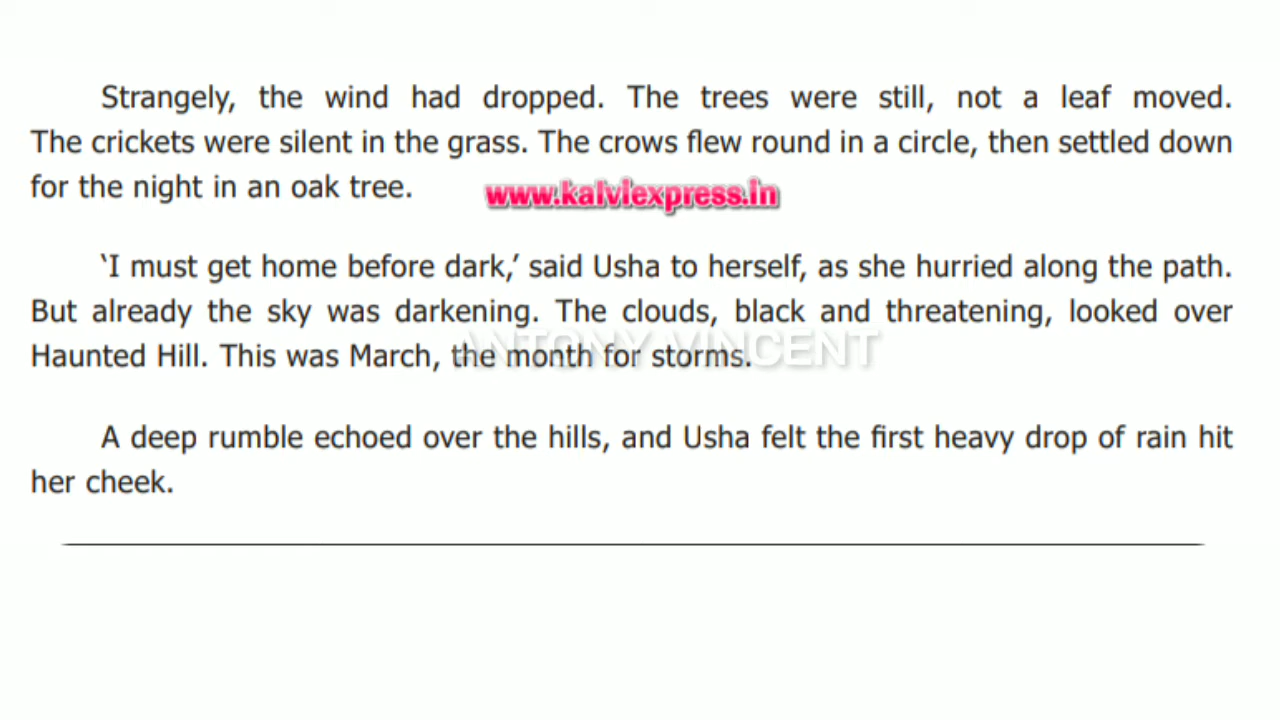 Strangely, the wind had dropped. The trees were still, not a leaf moved.
The crickets were silent in the grass. The crows flew round in a circle, then settled down
for the night in an oak tree.
www.kalviexpress.in
‘I must get home before dark,’ said Usha to herself, as she hurried along the path.
But already the sky was darkening. The clouds, black and threatening, looked over
Haunted Hill. This was March, the month for storms.
ANTONY VINCENT
A deep rumble echoed over the hills, and Usha felt the first heavy drop of rain hit
her cheek.